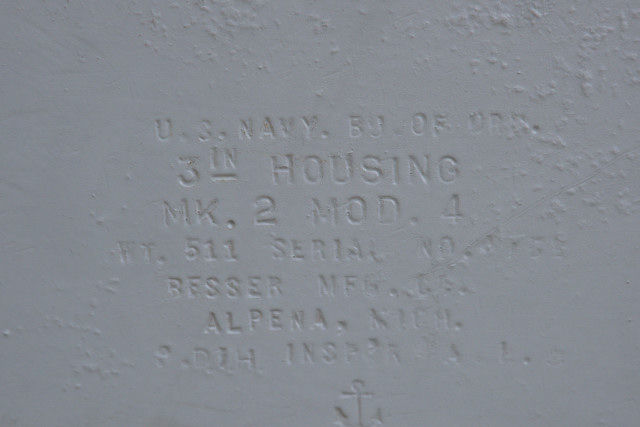 U.S. NAVY. BU OF ORD.
3IN HOUSING
MK. 2 MOD. 4
WT. 511 SERIAL NO.
BESSER MFG. CO.
ALPENA, MICH.
INSP'R